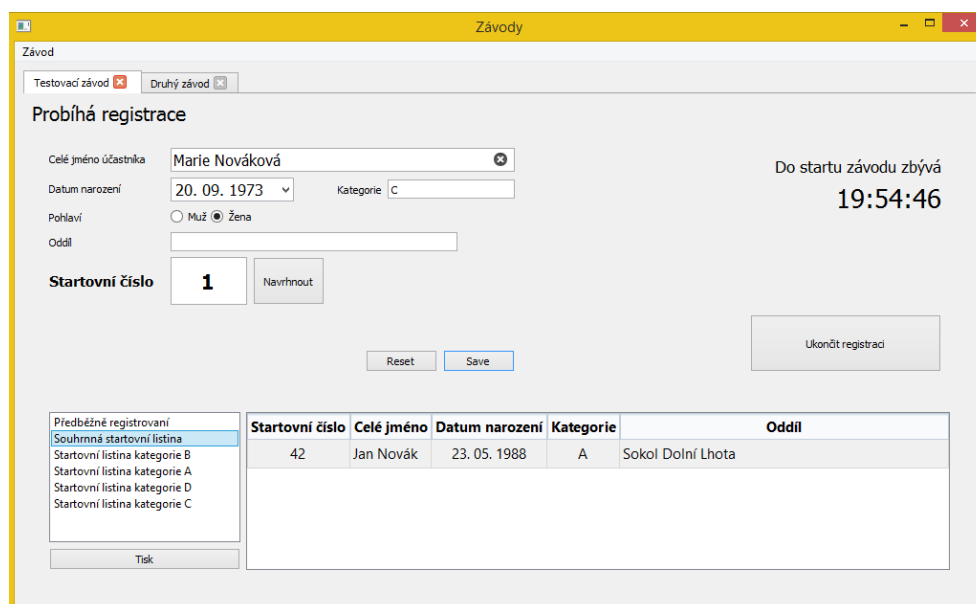 Závody
Závod
Testovací závod Druhý závod
Probíhá registrace
Celé jméno účastníka Marie Nováková
Do startu závodu zbývá
Datum narození 20. 09. 1973 Kategorie C
19:54:46
Pohlaví Muž Žena
Oddíl
Startovní číslo 1 Navrhnout
Ukončit registraci
Reset Save
Předběžně registrovaní
Souhrnná startovní listina
Startovní listina kategorie B
Startovní listina kategorie A
Startovní listina kategorie D
Startovní listina kategorie C
Tisk
Startovní číslo Celé jméno Datum narození Kategorie Oddíl
42 Jan Novák 23. 05. 1988 A Sokol Dolní Lhota